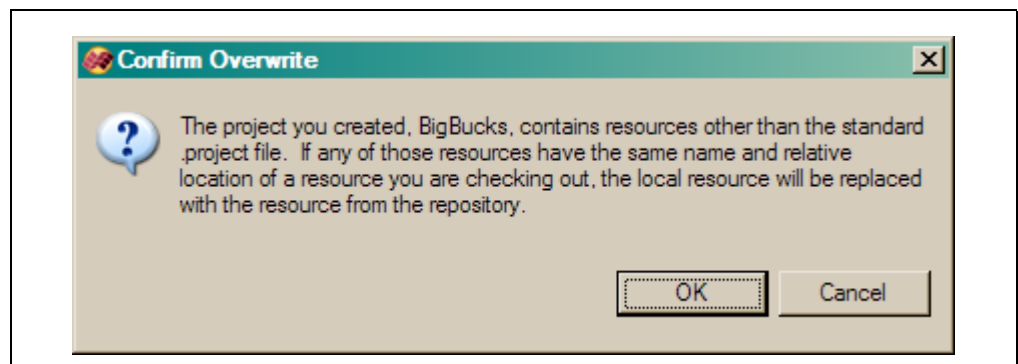 Confirm Overwrite
The project you created, BigBucks, contains resources other than the standard
.project file.  If any of those resources have the same name and relative
location of a resource you are checking out, the local resource will be replaced
with the resource from the repository.
OK Cancel